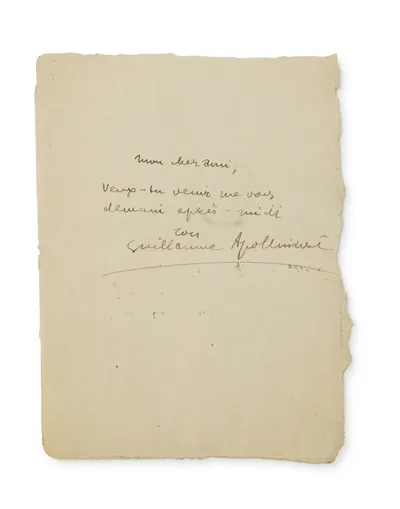 mon cher ami,
Veux-tu venir me voir
demain après-midi
ton
Guillaume Apollinaire